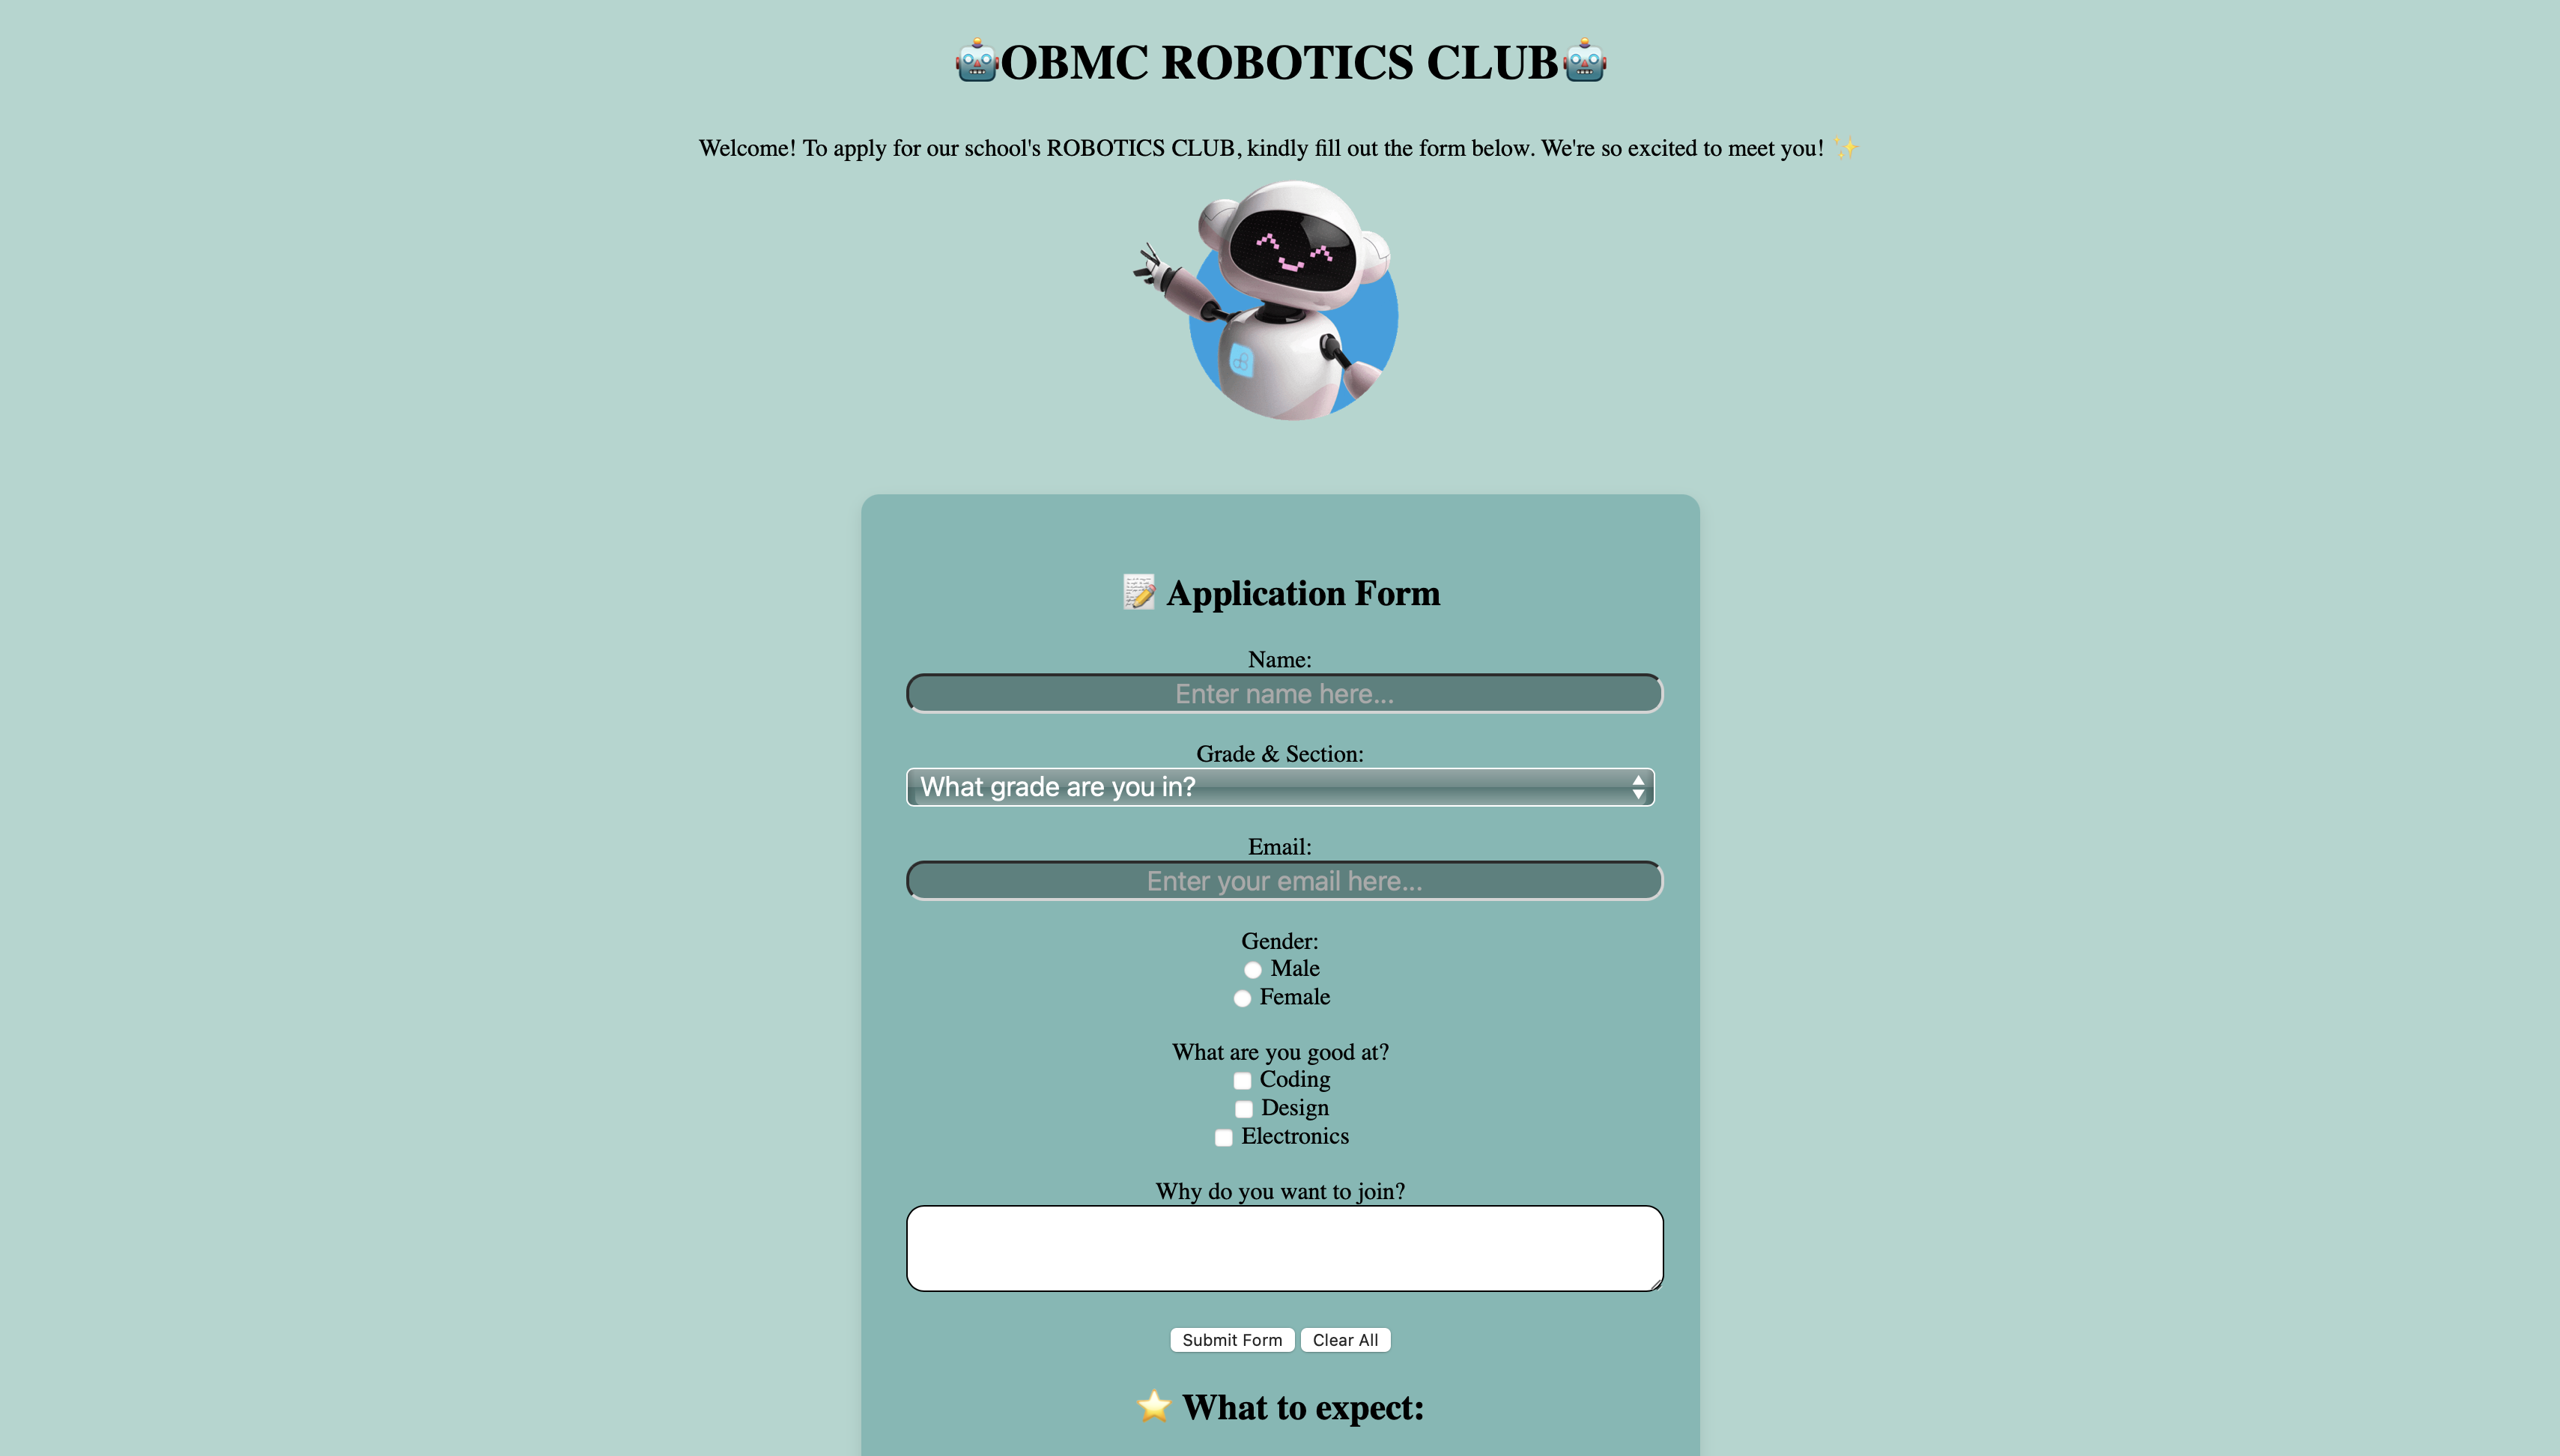 🤖OBMC ROBOTICS CLUB🤖
Welcome! To apply for our school's ROBOTICS CLUB, kindly fill out the form below. We're so excited to meet you! ✨
📝 Application Form
Name:
Enter name here...
Grade & Section:
What grade are you in?
Email:
Enter your email here...
Gender:
Male
Female
What are you good at?
Coding
Design
Electronics
Why do you want to join?
Submit Form Clear All
⭐ What to expect: